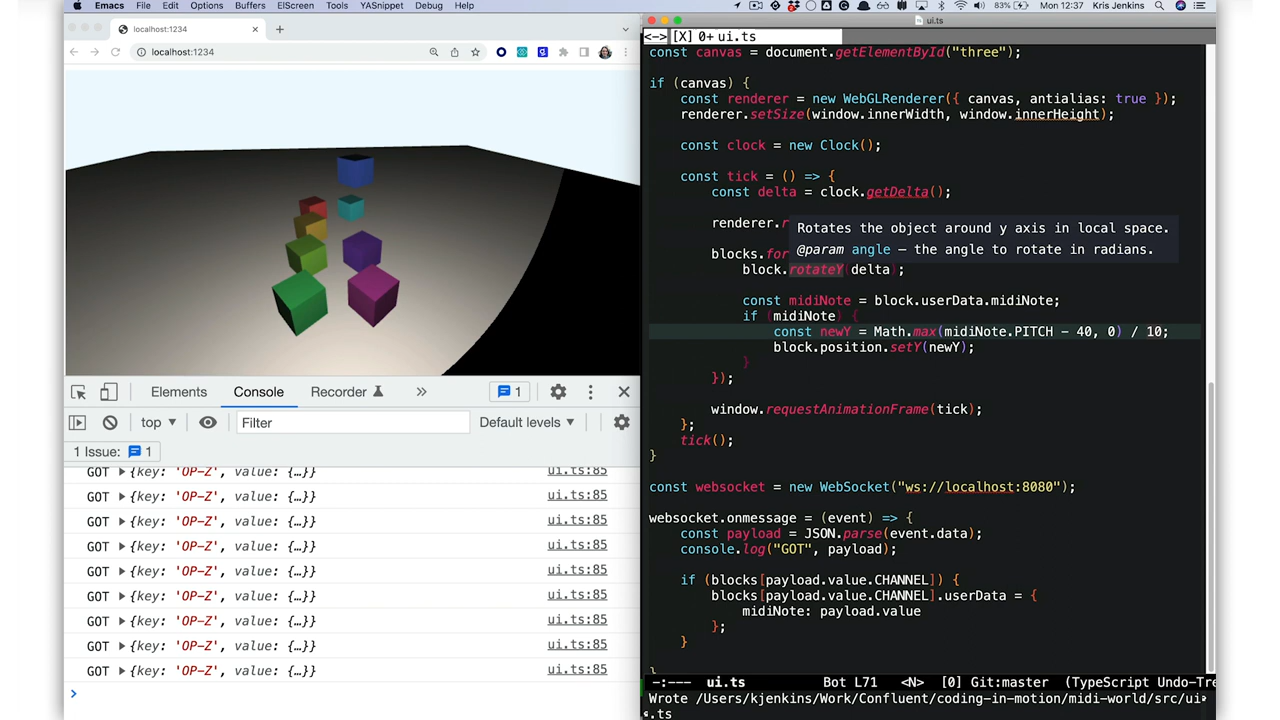 Emacs File Edit Options Buffers ElScreen Tools YASnippet Debug Help 83% Mon 12:37 Kris Jenkins
localhost:1234
localhost:1234
Elements Console Recorder 1
top Filter Default levels
1 Issue: 1
GOT {key: 'OP-Z', value: {…}} ui.ts:85
GOT {key: 'OP-Z', value: {…}} ui.ts:85
GOT {key: 'OP-Z', value: {…}} ui.ts:85
GOT {key: 'OP-Z', value: {…}} ui.ts:85
GOT {key: 'OP-Z', value: {…}} ui.ts:85
GOT {key: 'OP-Z', value: {…}} ui.ts:85
GOT {key: 'OP-Z', value: {…}} ui.ts:85
GOT {key: 'OP-Z', value: {…}} ui.ts:85
GOT {key: 'OP-Z', value: {…}} ui.ts:85
>
ui.ts
<-> [X] 0+ ui.ts
const canvas = document.getElementById("three");
if (canvas) {
const renderer = new WebGLRenderer({ canvas, antialias: true });
renderer.setSize(window.innerWidth, window.innerHeight);
const clock = new Clock();
const tick = () => {
const delta = clock.getDelta();
renderer.r
Rotates the object around y axis in local space.
@param angle – the angle to rotate in radians.
blocks.for
block.rotateY(delta);
const midiNote = block.userData.midiNote;
if (midiNote) {
const newY = Math.max(midiNote.PITCH - 40, 0) / 10;
block.position.setY(newY);
}
});
window.requestAnimationFrame(tick);
};
tick();
}
const websocket = new WebSocket("ws://localhost:8080");
websocket.onmessage = (event) => {
const payload = JSON.parse(event.data);
console.log("GOT", payload);
if (blocks[payload.value.CHANNEL]) {
blocks[payload.value.CHANNEL].userData = {
midiNote: payload.value
};
}
}
-:--- ui.ts Bot L71 <N> [0] Git:master (TypeScript Undo-Tre
Wrote /Users/kjenkins/Work/Confluent/coding-in-motion/midi-world/src/ui
.ts